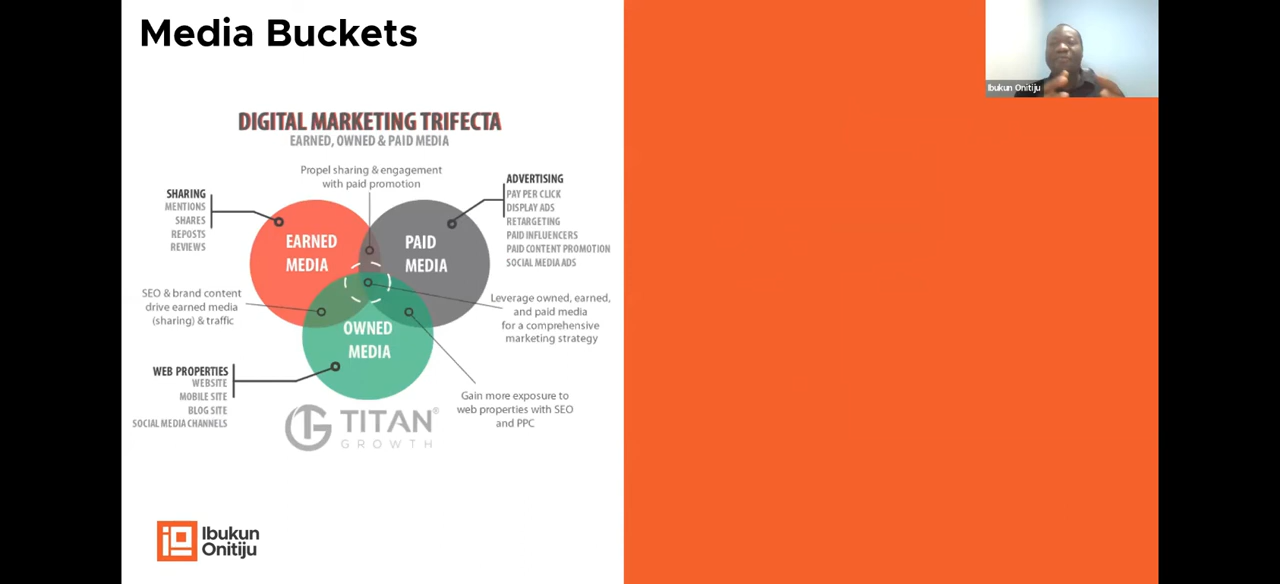 Media Buckets
Ibukun Onitiju
DIGITAL MARKETING TRIFECTA
EARNED, OWNED & PAID MEDIA
Propel sharing & engagement
with paid promotion
SHARING
MENTIONS
SHARES
REPOSTS
REVIEWS
ADVERTISING
PAY PER CLICK
DISPLAY ADS
RETARGETING
PAID INFLUENCERS
PAID CONTENT PROMOTION
SOCIAL MEDIA ADS
EARNED
MEDIA
PAID
MEDIA
SEO & brand content
drive earned media
(sharing) & traffic
Leverage owned, earned,
and paid media
for a comprehensive
marketing strategy
OWNED
MEDIA
WEB PROPERTIES
WEBSITE
MOBILE SITE
BLOG SITE
SOCIAL MEDIA CHANNELS
Gain more exposure to
web properties with SEO
and PPC
TITAN®
GROWTH
Ibukun
Onitiju